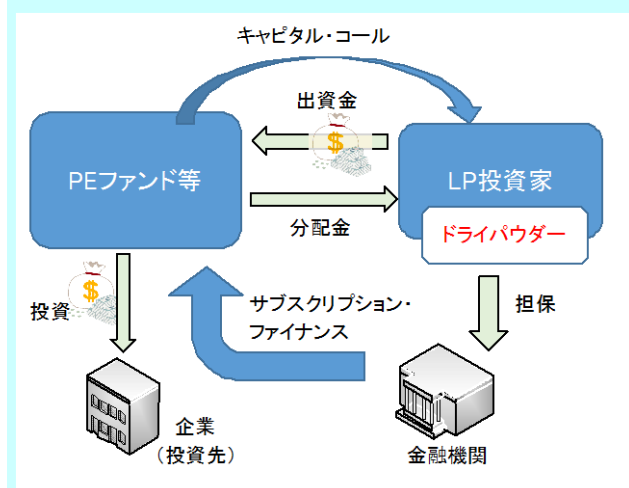 キャピタル・コール
出資金
$
PEファンド等
LP投資家
分配金
ドライパウダー
投資
$
サブスクリプション・
ファイナンス
担保
企業
（投資先）
金融機関